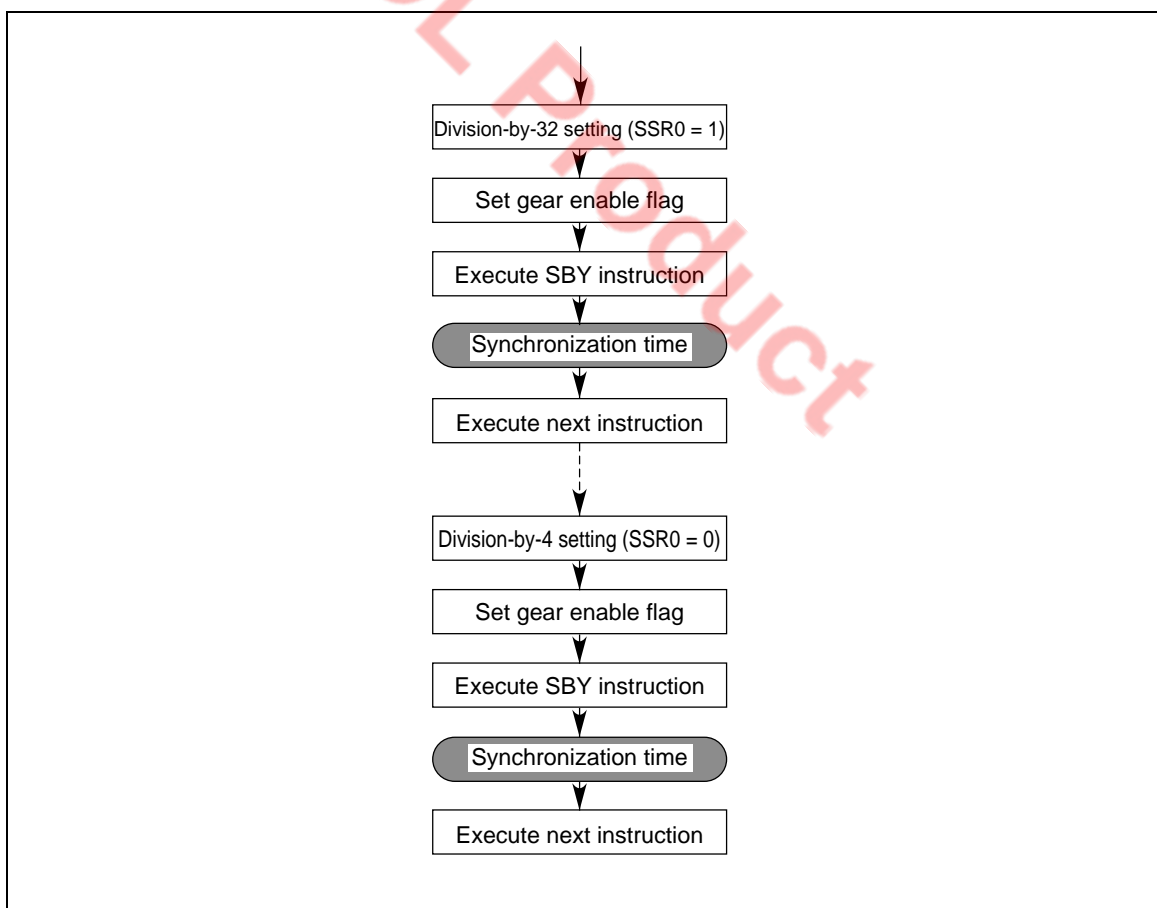 L Product
Division-by-32 setting (SSR0 = 1)
Set gear enable flag
Execute SBY instruction
Synchronization time
Execute next instruction
Division-by-4 setting (SSR0 = 0)
Set gear enable flag
Execute SBY instruction
Synchronization time
Execute next instruction